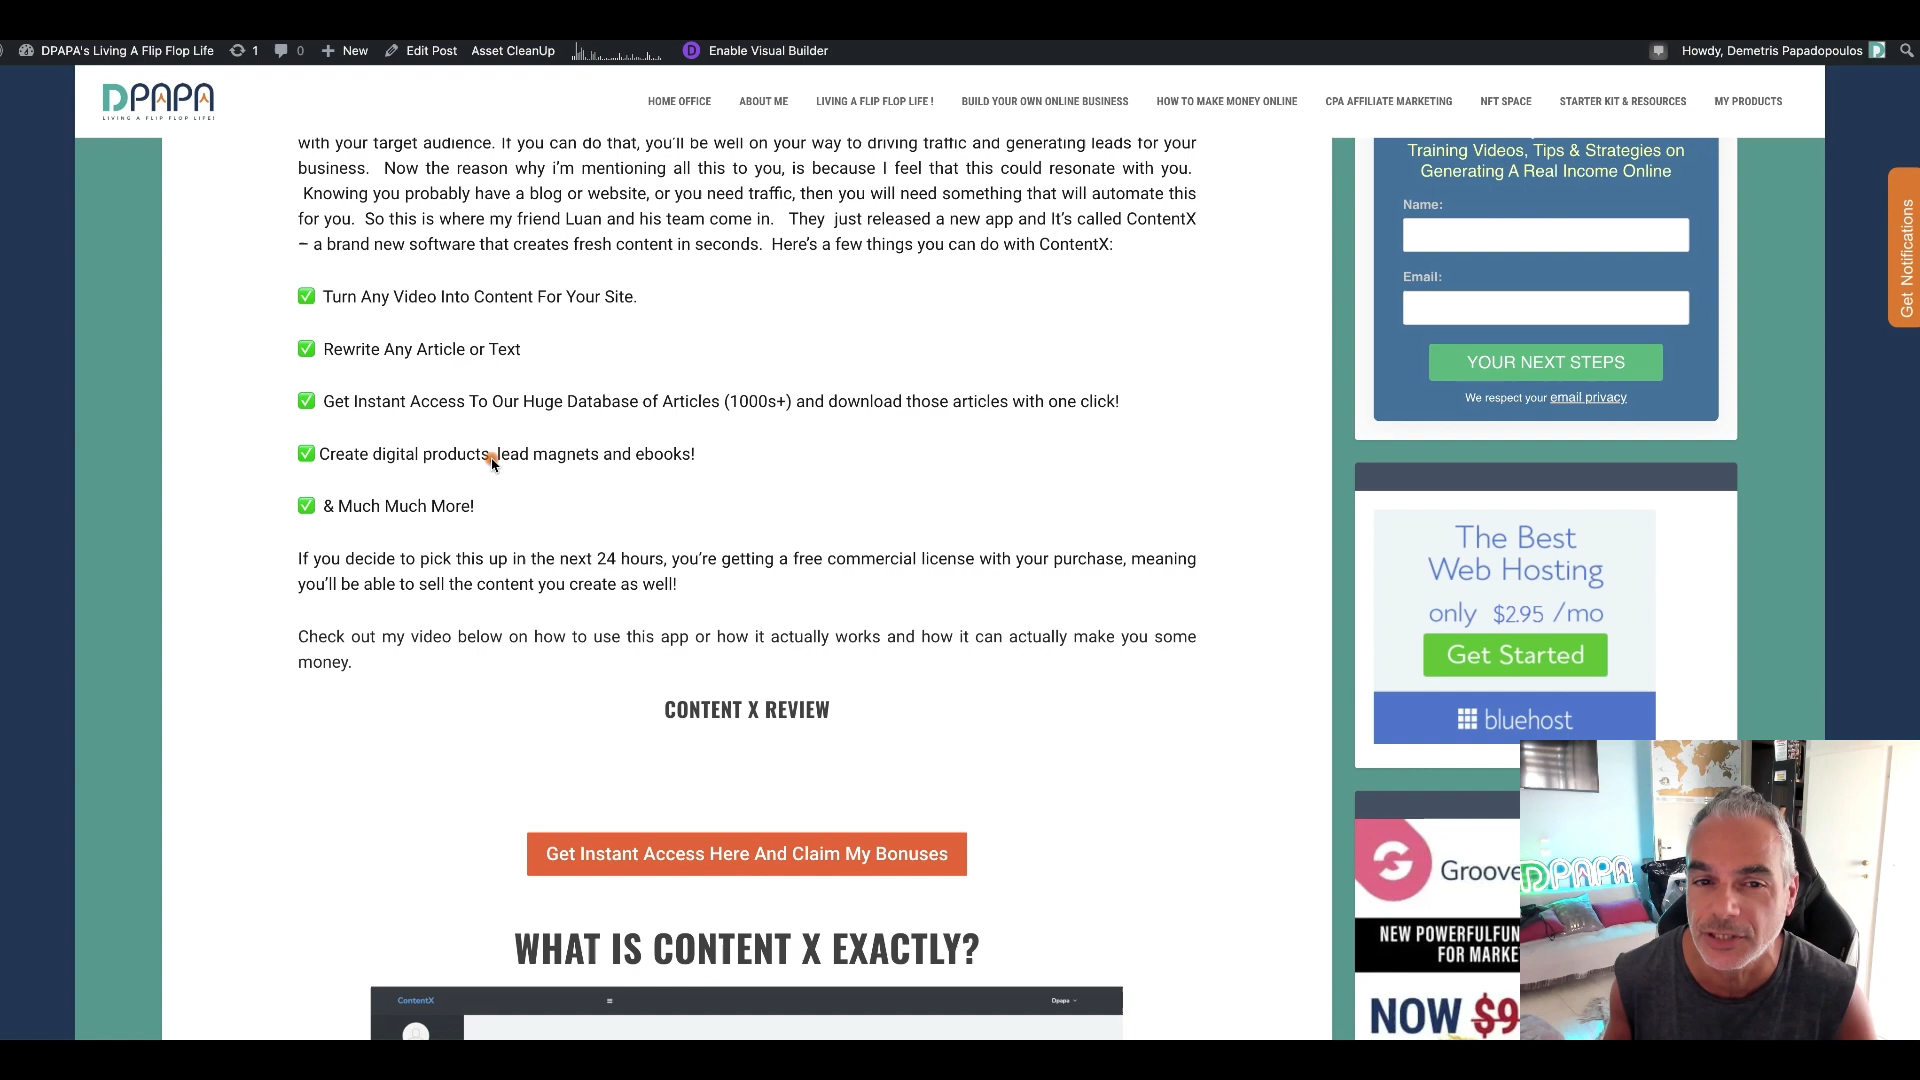 DPAPA's Living A Flip Flop Life 1 0 New Edit Post Asset CleanUp D Enable Visual Builder Howdy, Demetris Papadopoulos
DPAPA
LIVING A FLIP FLOP LIFE!
HOME OFFICE ABOUT ME LIVING A FLIP FLOP LIFE ! BUILD YOUR OWN ONLINE BUSINESS HOW TO MAKE MONEY ONLINE CPA AFFILIATE MARKETING NFT SPACE STARTER KIT & RESOURCES MY PRODUCTS
with your target audience. If you can do that, you'll be well on your way to driving traffic and generating leads for your
business. Now the reason why i'm mentioning all this to you, is because I feel that this could resonate with you.
Knowing you probably have a blog or website, or you need traffic, then you will need something that will automate this
for you. So this is where my friend Luan and his team come in. They just released a new app and It's called ContentX
– a brand new software that creates fresh content in seconds. Here's a few things you can do with ContentX:
✅ Turn Any Video Into Content For Your Site.
✅ Rewrite Any Article or Text
✅ Get Instant Access To Our Huge Database of Articles (1000s+) and download those articles with one click!
✅ Create digital products, lead magnets and ebooks!
✅ & Much Much More!
If you decide to pick this up in the next 24 hours, you're getting a free commercial license with your purchase, meaning
you'll be able to sell the content you create as well!
Check out my video below on how to use this app or how it actually works and how it can actually make you some
money.
CONTENT X REVIEW
Get Instant Access Here And Claim My Bonuses
WHAT IS CONTENT X EXACTLY?
ContentX
Dpapa
Training Videos, Tips & Strategies on
Generating A Real Income Online
Name:
Email:
YOUR NEXT STEPS
We respect your email privacy
Get Notifications
The Best
Web Hosting
only $2.95 /mo
Get Started
bluehost
Groove
NEW POWERFUL FUN
FOR MARKE
NOW $9
DPAPA